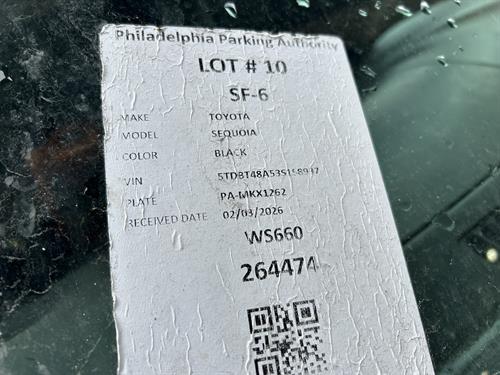 Philadelphia Parking Authority
LOT # 10
SF-6
MAKE TOYOTA
MODEL SEQUOIA
COLOR BLACK
VIN
PLATE PA-MKX1262
RECEIVED DATE 02/03/2026
WS660
264474